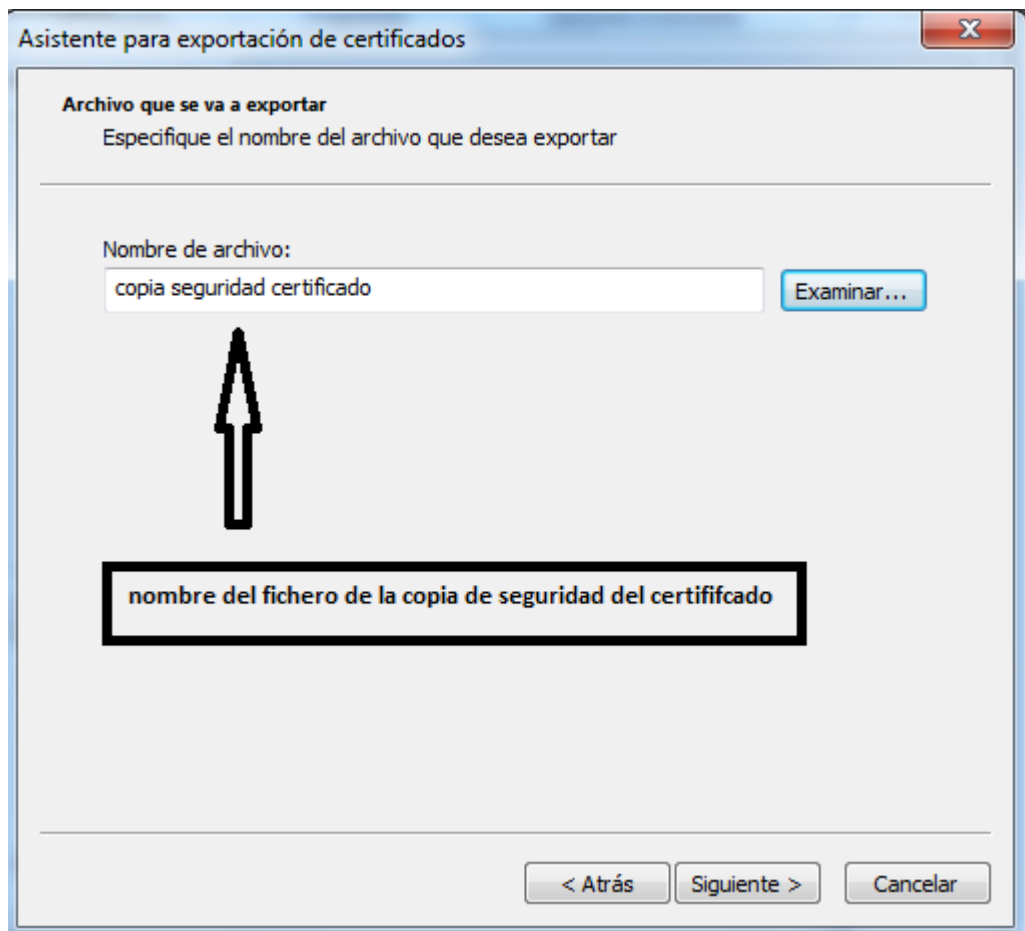 Asistente para exportación de certificados
Archivo que se va a exportar
Especifique el nombre del archivo que desea exportar
Nombre de archivo:
copia seguridad certificado
Examinar...
nombre del fichero de la copia de seguridad del certififcado
< Atrás
Siguiente >
Cancelar